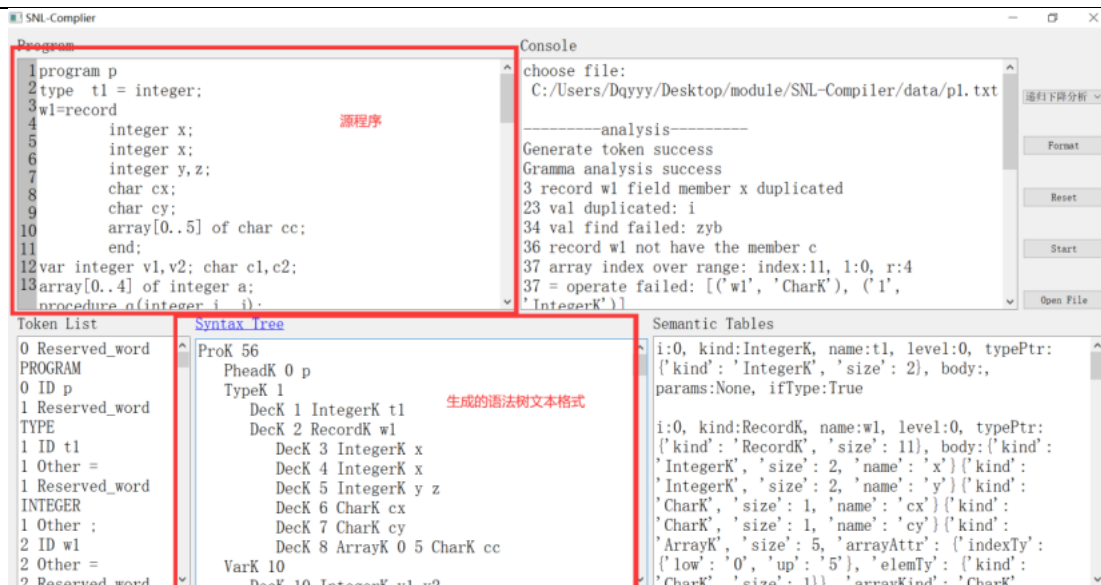 SNL-Complier
Program
1 program p
2 type t1 = integer;
3 w1=record
4 integer x;
5 integer x;
6 integer y,z;
7 char cx;
8 char cy;
9 array[0..5] of char cc;
10 end;
11
12 var integer v1,v2; char c1,c2;
13 array[0..4] of integer a;
procedure q(integer i, j);
源程序
Console
choose file:
C:/Users/Dqyyy/Desktop/module/SNL-Compiler/data/p1.txt
---------analysis---------
Generate token success
Gramma analysis success
3 record w1 field member x duplicated
23 val duplicated: i
34 val find failed: zyb
36 record w1 not have the member c
37 array index over range: index:11, l:0, r:4
37 = operate failed: [('w1', 'CharK'), ('1',
'IntegerK')]
递归下降分析
Format
Reset
Start
Open File
Token List
0 Reserved_word
PROGRAM
0 ID p
1 Reserved_word
TYPE
1 ID t1
1 Other =
1 Reserved_word
INTEGER
1 Other ;
2 ID w1
2 Other =
2 Reserved_word
Syntax Tree
ProK 56
PheadK 0 p
TypeK 1
DecK 1 IntegerK t1
DecK 2 RecordK w1
DecK 3 IntegerK x
DecK 4 IntegerK x
DecK 5 IntegerK y z
DecK 6 CharK cx
DecK 7 CharK cy
DecK 8 ArrayK 0 5 CharK cc
VarK 10
DecK 10 IntegerK v1 v2
生成的语法树文本格式
Semantic Tables
i:0, kind:IntegerK, name:t1, level:0, typePtr:
{'kind': 'IntegerK', 'size': 2}, body:,
params:None, ifType:True
i:0, kind:RecordK, name:w1, level:0, typePtr:
{'kind': 'RecordK', 'size': 11}, body:{'kind':
'IntegerK', 'size': 2, 'name': 'x'}{'kind':
'IntegerK', 'size': 2, 'name': 'y'}{'kind':
'CharK', 'size': 1, 'name': 'cx'}{'kind':
'CharK', 'size': 1, 'name': 'cy'}{'kind':
'ArrayK', 'size': 5, 'arrayAttr': {'indexTy':
{'low': '0', 'up': '5'}, 'elemTy': {'kind':
'CharK', 'size': 1}}, 'arrayKind': 'CharK',